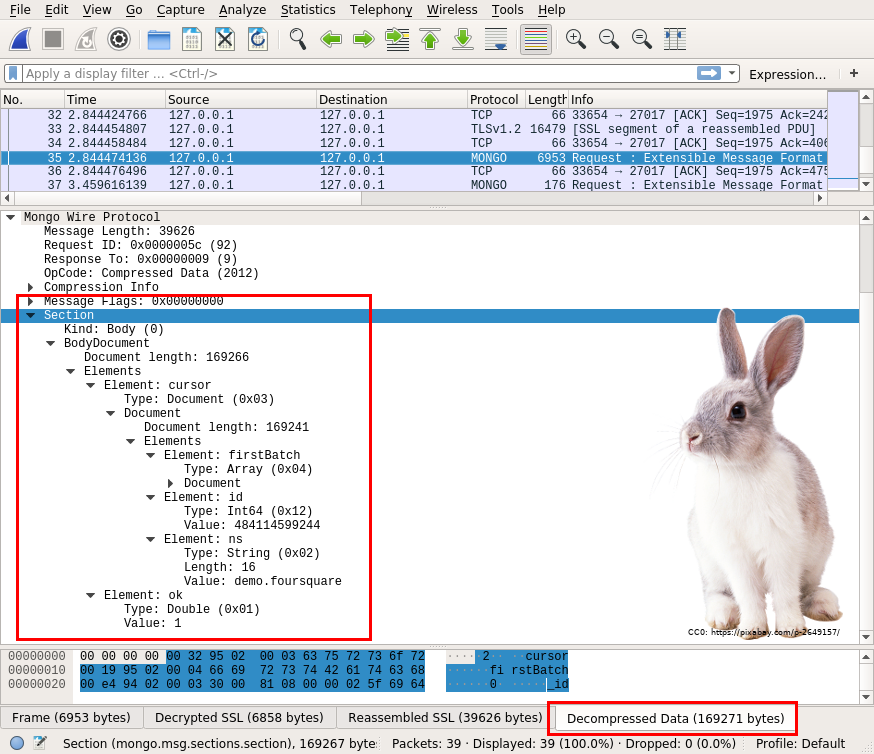 File Edit View Go Capture Analyze Statistics Telephony Wireless Tools Help
Apply a display filter ... <Ctrl-/> Expression... +
No. Time Source Destination Protocol Length Info
32 2.844424766 127.0.0.1 127.0.0.1 TCP 66 33654 → 27017 [ACK] Seq=1975 Ack=242
33 2.844454807 127.0.0.1 127.0.0.1 TLSv1.2 16479 [SSL segment of a reassembled PDU]
34 2.844458484 127.0.0.1 127.0.0.1 TCP 66 33654 → 27017 [ACK] Seq=1975 Ack=406
35 2.844474136 127.0.0.1 127.0.0.1 MONGO 6953 Request : Extensible Message Format
36 2.844476496 127.0.0.1 127.0.0.1 TCP 66 33654 → 27017 [ACK] Seq=1975 Ack=475
37 3.459616139 127.0.0.1 127.0.0.1 MONGO 176 Request : Extensible Message Format
Mongo Wire Protocol
Message Length: 39626
Request ID: 0x0000005c (92)
Response To: 0x00000009 (9)
OpCode: Compressed Data (2012)
Compression Info
Message Flags: 0x00000000
Section
Kind: Body (0)
BodyDocument
Document length: 169266
Elements
Element: cursor
Type: Document (0x03)
Document
Document length: 169241
Elements
Element: firstBatch
Type: Array (0x04)
Document
Element: id
Type: Int64 (0x12)
Value: 484114599244
Element: ns
Type: String (0x02)
Length: 16
Value: demo.foursquare
Element: ok
Type: Double (0x01)
Value: 1
CC0: https://pixabay.com/p-2649157/
00000000 00 00 00 00 00 32 95 02 00 03 63 75 72 73 6f 72 ·····2·· ··cursor
00000010 00 19 95 02 00 04 66 69 72 73 74 42 61 74 63 68 ······fi rstBatch
00000020 00 e4 94 02 00 03 30 00 81 08 00 00 02 5f 69 64 ······0· ·····_id
Frame (6953 bytes) Decrypted SSL (6858 bytes) Reassembled SSL (39626 bytes) Decompressed Data (169271 bytes)
Section (mongo.msg.sections.section), 169267 byte Packets: 39 · Displayed: 39 (100.0%) · Dropped: 0 (0.0%) Profile: Default